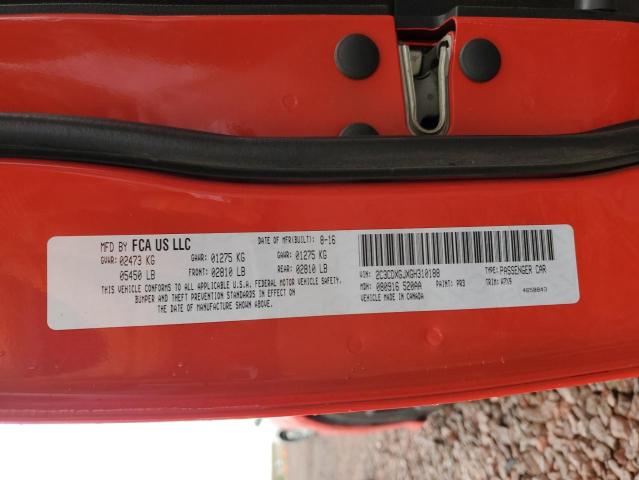 MFD BY FCA US LLC DATE OF MFR(BUILT): 8-16
GVWR: 02473 KG GAWR: 01275 KG GAWR: 01275 KG
05450 LB FRONT: 02810 LB REAR: 02810 LB
THIS VEHICLE CONFORMS TO ALL APPLICABLE U.S.A. FEDERAL MOTOR VEHICLE SAFETY,
BUMPER AND THEFT PREVENTION STANDARDS IN EFFECT ON
THE DATE OF MANUFACTURE SHOWN ABOVE.
VIN: 2C3CDXGJXGH310188 TYPE: PASSENGER CAR
MDH: 080916 520AA PAINT: PR3 TRIM: A7X9
VEHICLE MADE IN CANADA 4658843